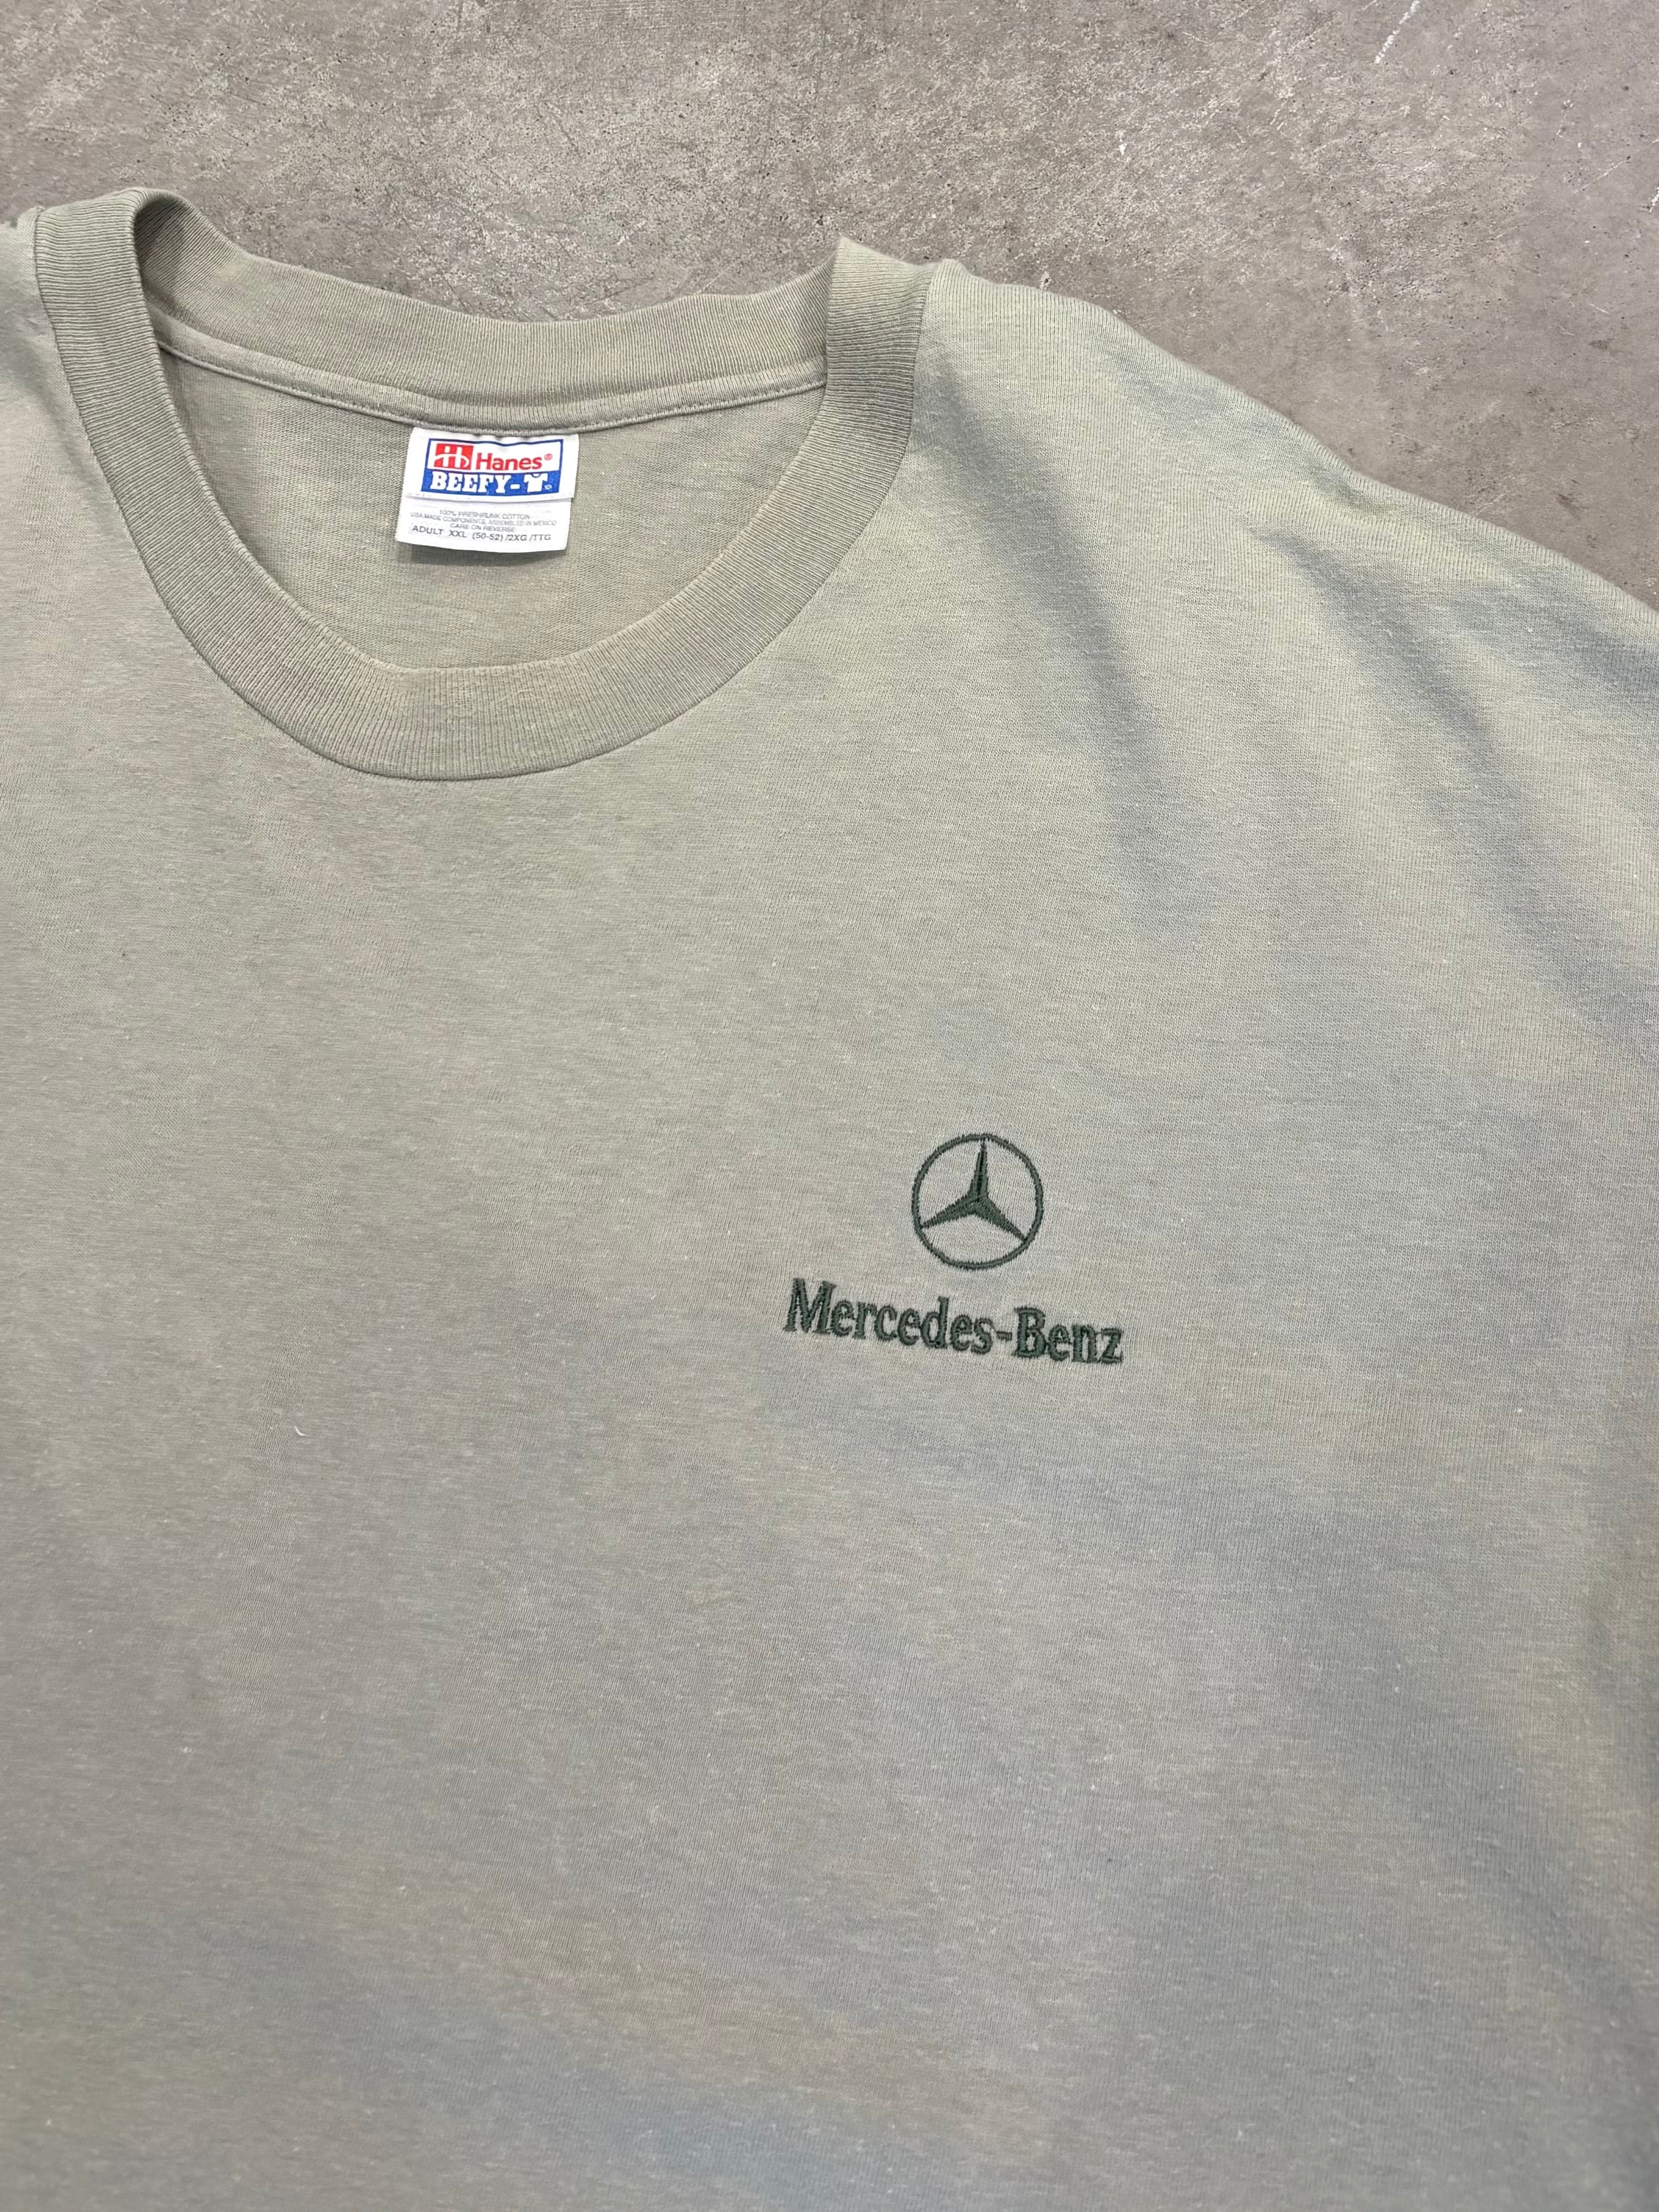 Hanes®
BEEFY-T®
100% PRESHRUNK COTTON
USA MADE COMPONENTS, ASSEMBLED IN MEXICO
CARE ON REVERSE
ADULT XXL (50-52) /2XG /TTG
Mercedes-Benz